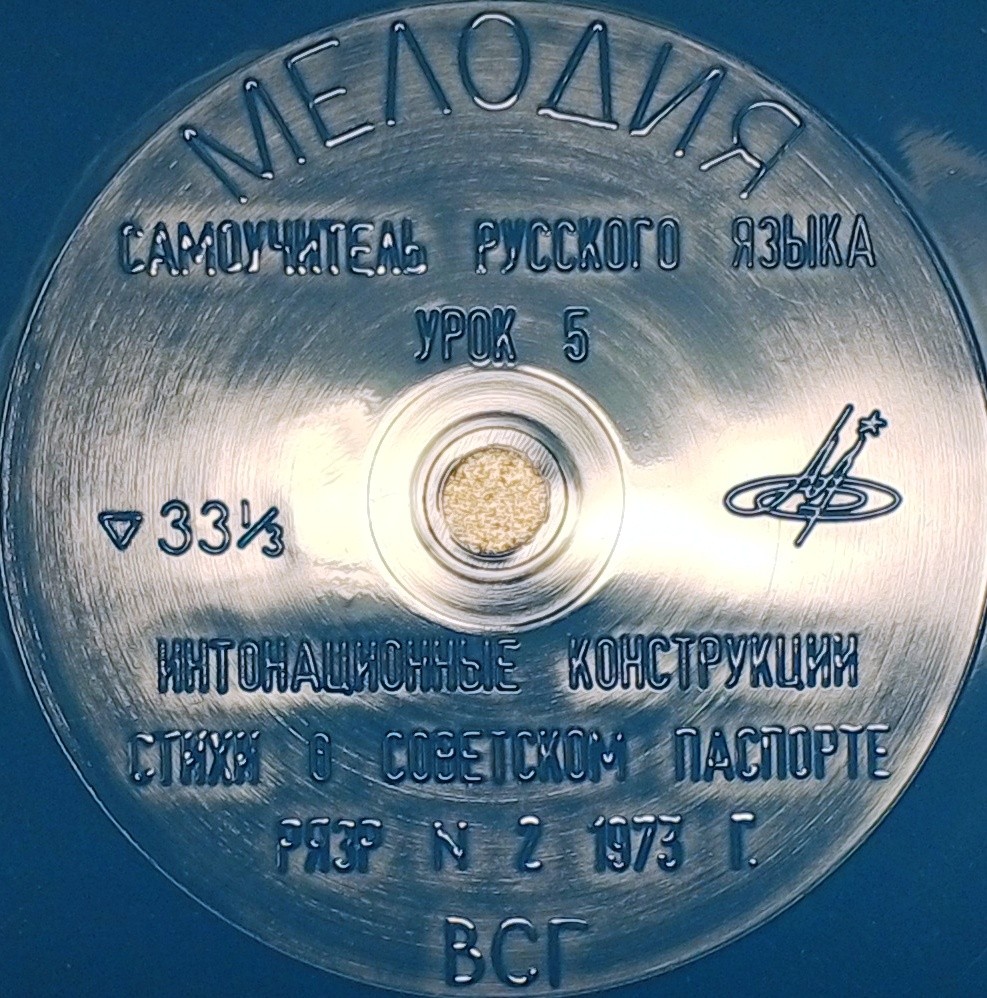 МЕЛОДИЯ
САМОУЧИТЕЛЬ РУССКОГО ЯЗЫКА
УРОК 5
33⅓
ИНТОНАЦИОННЫЕ КОНСТРУКЦИИ
СТИХИ О СОВЕТСКОМ ПАСПОРТЕ
РЯЗР N 2 1973 Г.
ВСГ